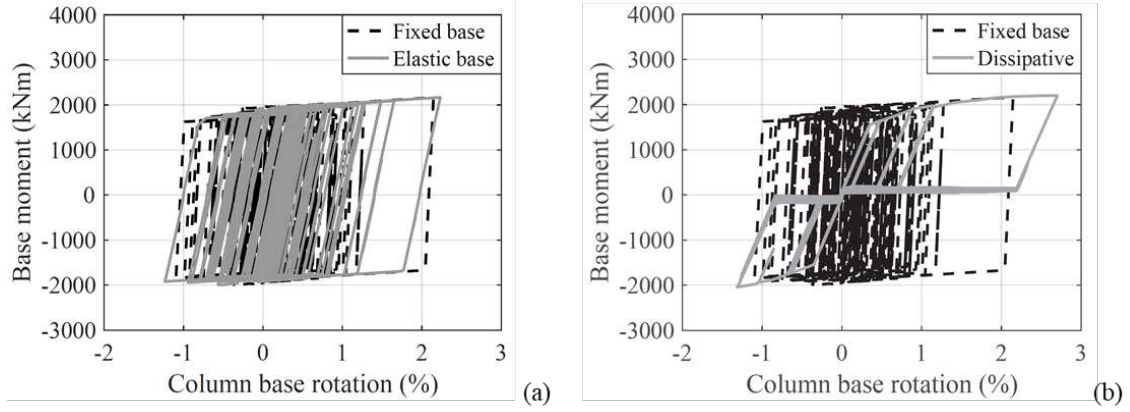 4000
3000
2000
1000
0
-1000
-2000
-3000
-2 -1 0 1 2 3
Base moment (kNm)
Column base rotation (%)
Fixed base
Elastic base
(a)
4000
3000
2000
1000
0
-1000
-2000
-3000
-2 -1 0 1 2 3
Base moment (kNm)
Column base rotation (%)
Fixed base
Dissipative
(b)